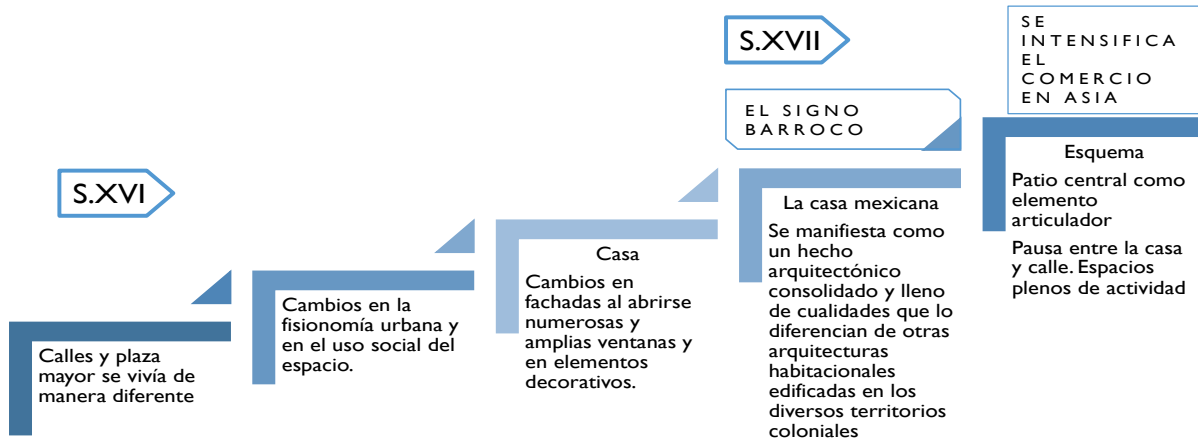 S.XVI
Calles y plaza
mayor se vivía de
manera diferente
Cambios en la
fisionomía urbana y
en el uso social del
espacio.
Casa
Cambios en
fachadas al abrirse
numerosas y
amplias ventanas y
en elementos
decorativos.
S.XVII
EL SIGNO
BARROCO
La casa mexicana
Se manifiesta como
un hecho
arquitectónico
consolidado y lleno
de cualidades que lo
diferencian de otras
arquitecturas
habitacionales
edificadas en los
diversos territorios
coloniales
SE
INTENSIFICA
EL
COMERCIO
EN ASIA
Esquema
Patio central como
elemento
articulador
Pausa entre la casa
y calle. Espacios
plenos de actividad